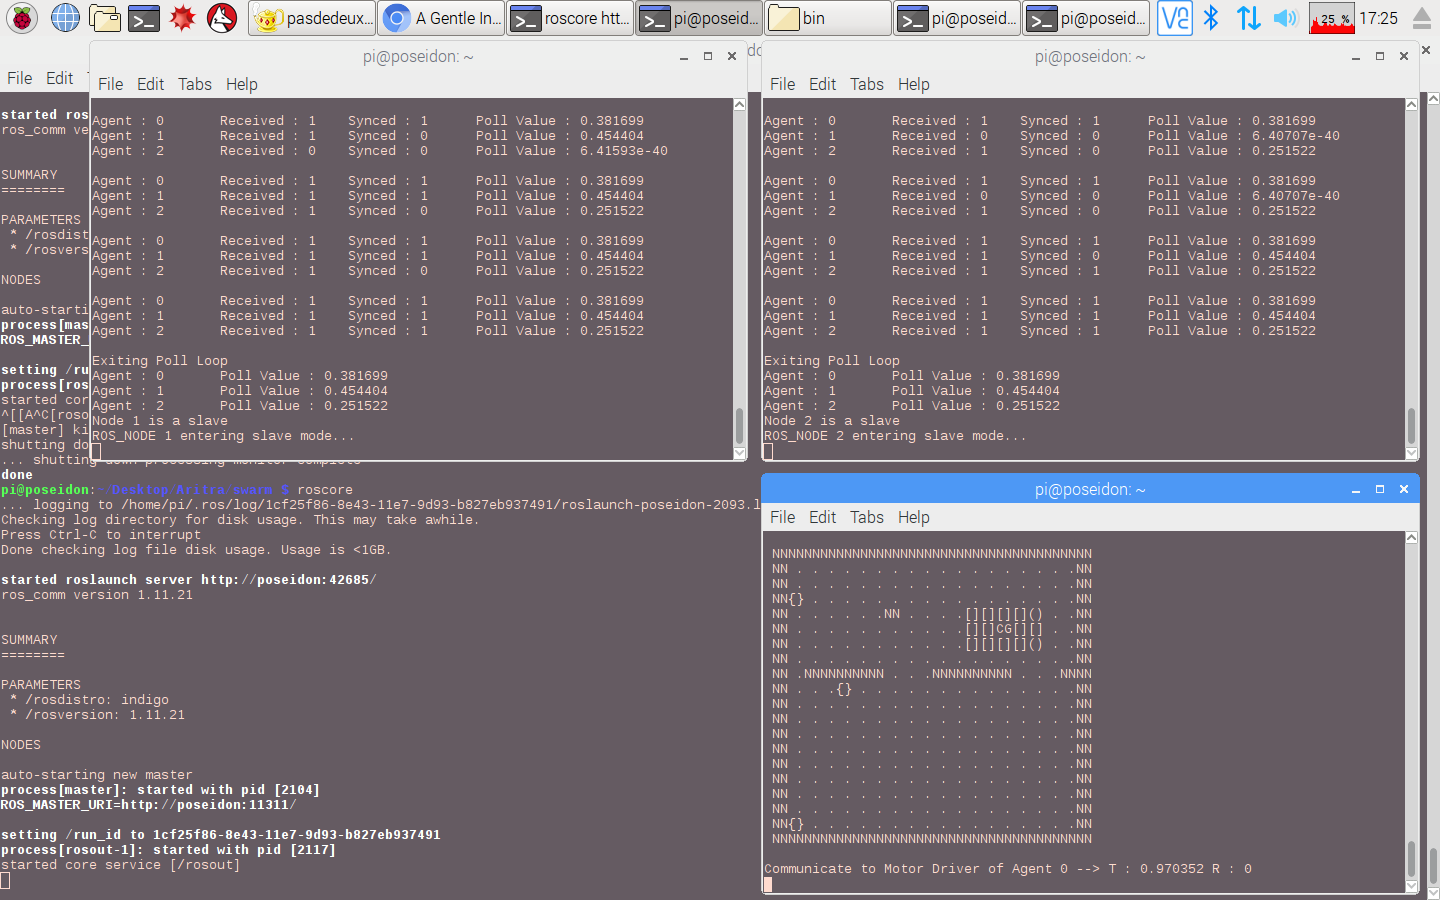 pasdedeux...
A Gentle In...
roscore htt...
pi@poseid...
bin
pi@poseid...
pi@posed...
25 %
17:25
File Edit
started ros
ros_comm ve
SUMMARY
========
PARAMETERS
* /rosdist
* /rosvers
NODES
auto-starti
process[mas
ROS_MASTER_
setting /ru
process[ros
started cor
^[[A^C[roso
[master] ki
shutting do
... shutting down processing monitor complete
done
pi@poseidon:~/Desktop/Aritra/swarm $ roscore
... logging to /home/pi/.ros/log/1cf25f86-8e43-11e7-9d93-b827eb937491/roslaunch-poseidon-2093.l
Checking log directory for disk usage. This may take awhile.
Press Ctrl-C to interrupt
Done checking log file disk usage. Usage is <1GB.
started roslaunch server http://poseidon:42685/
ros_comm version 1.11.21
SUMMARY
========
PARAMETERS
* /rosdistro: indigo
* /rosversion: 1.11.21
NODES
auto-starting new master
process[master]: started with pid [2104]
ROS_MASTER_URI=http://poseidon:11311/
setting /run_id to 1cf25f86-8e43-11e7-9d93-b827eb937491
process[rosout-1]: started with pid [2117]
started core service [/rosout]
pi@poseidon: ~
File Edit Tabs Help
Agent : 0 Received : 1 Synced : 1 Poll Value : 0.381699
Agent : 1 Received : 1 Synced : 0 Poll Value : 0.454404
Agent : 2 Received : 0 Synced : 0 Poll Value : 6.41593e-40
Agent : 0 Received : 1 Synced : 1 Poll Value : 0.381699
Agent : 1 Received : 1 Synced : 1 Poll Value : 0.454404
Agent : 2 Received : 1 Synced : 0 Poll Value : 0.251522
Agent : 0 Received : 1 Synced : 1 Poll Value : 0.381699
Agent : 1 Received : 1 Synced : 1 Poll Value : 0.454404
Agent : 2 Received : 1 Synced : 0 Poll Value : 0.251522
Agent : 0 Received : 1 Synced : 1 Poll Value : 0.381699
Agent : 1 Received : 1 Synced : 1 Poll Value : 0.454404
Agent : 2 Received : 1 Synced : 1 Poll Value : 0.251522
Exiting Poll Loop
Agent : 0 Poll Value : 0.381699
Agent : 1 Poll Value : 0.454404
Agent : 2 Poll Value : 0.251522
Node 1 is a slave
ROS_NODE 1 entering slave mode...
pi@poseidon: ~
File Edit Tabs Help
Agent : 0 Received : 1 Synced : 1 Poll Value : 0.381699
Agent : 1 Received : 0 Synced : 0 Poll Value : 6.40707e-40
Agent : 2 Received : 1 Synced : 0 Poll Value : 0.251522
Agent : 0 Received : 1 Synced : 1 Poll Value : 0.381699
Agent : 1 Received : 0 Synced : 0 Poll Value : 6.40707e-40
Agent : 2 Received : 1 Synced : 1 Poll Value : 0.251522
Agent : 0 Received : 1 Synced : 1 Poll Value : 0.381699
Agent : 1 Received : 1 Synced : 0 Poll Value : 0.454404
Agent : 2 Received : 1 Synced : 1 Poll Value : 0.251522
Agent : 0 Received : 1 Synced : 1 Poll Value : 0.381699
Agent : 1 Received : 1 Synced : 1 Poll Value : 0.454404
Agent : 2 Received : 1 Synced : 1 Poll Value : 0.251522
Exiting Poll Loop
Agent : 0 Poll Value : 0.381699
Agent : 1 Poll Value : 0.454404
Agent : 2 Poll Value : 0.251522
Node 2 is a slave
ROS_NODE 2 entering slave mode...
pi@poseidon: ~
File Edit Tabs Help
NNNNNNNNNNNNNNNNNNNNNNNNNNNNNNNNNNNNNNNN
NN . . . . . . . . . . . . . . . . . .NN
NN . . . . . . . . . . . . . . . . . .NN
NN{} . . . . . . . . . . . . . . . . .NN
NN . . . . . .NN . . . .[][][][]() . .NN
NN . . . . . . . . . . .[][]CG[][] . .NN
NN . . . . . . . . . . .[][][][]() . .NN
NN . . . . . . . . . . . . . . . . . .NN
NN .NNNNNNNNNN . . .NNNNNNNNNN . . .NNNN
NN . . .{} . . . . . . . . . . . . . .NN
NN . . . . . . . . . . . . . . . . . .NN
NN . . . . . . . . . . . . . . . . . .NN
NN . . . . . . . . . . . . . . . . . .NN
NN . . . . . . . . . . . . . . . . . .NN
NN . . . . . . . . . . . . . . . . . .NN
NN . . . . . . . . . . . . . . . . . .NN
NN . . . . . . . . . . . . . . . . . .NN
NN . . . . . . . . . . . . . . . . . .NN
NN{} . . . . . . . . . . . . . . . . .NN
NNNNNNNNNNNNNNNNNNNNNNNNNNNNNNNNNNNNNNNN
Communicate to Motor Driver of Agent 0 --> T : 0.970352 R : 0